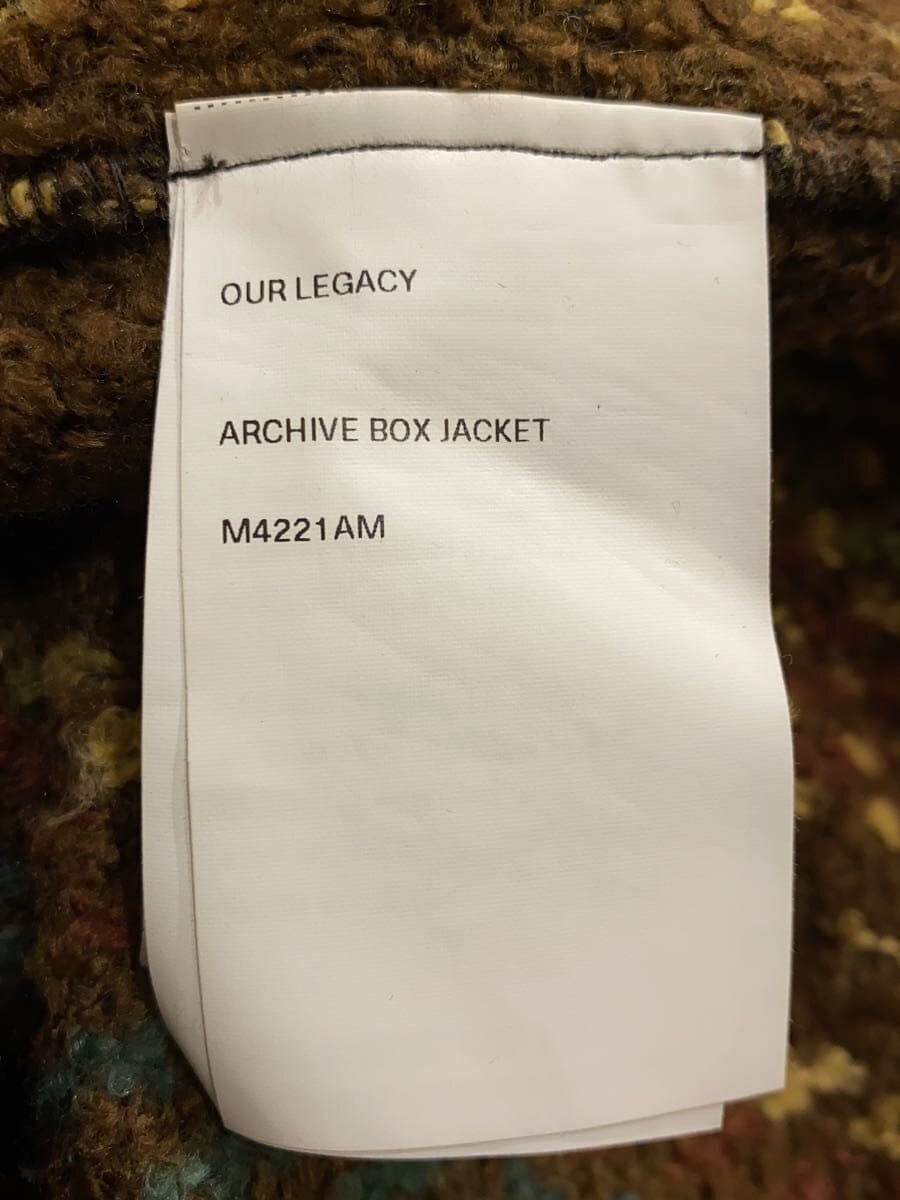 OUR LEGACY
ARCHIVE BOX JACKET
M4221AM